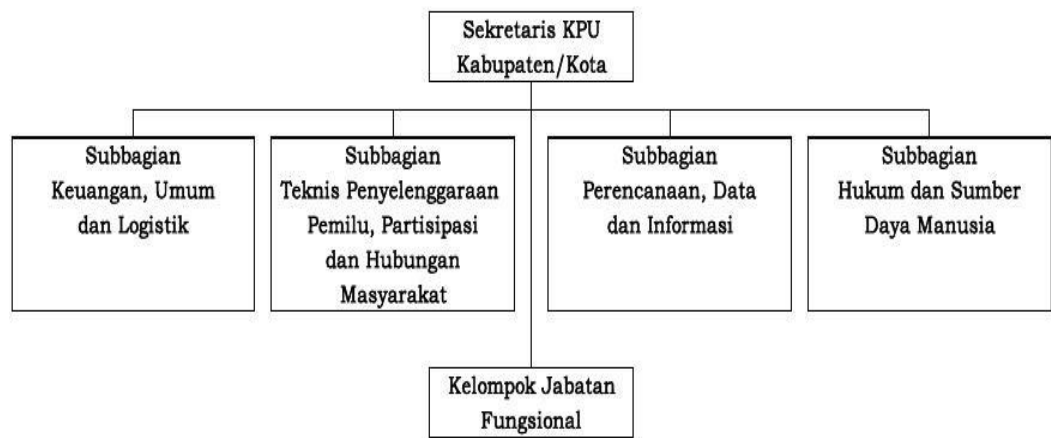 Sekretaris KPU
Kabupaten/Kota
Subbagian
Keuangan, Umum
dan Logistik
Subbagian
Teknis Penyelenggaraan
Pemilu, Partisipasi
dan Hubungan
Masyarakat
Subbagian
Perencanaan, Data
dan Informasi
Subbagian
Hukum dan Sumber
Daya Manusia
Kelompok Jabatan
Fungsional